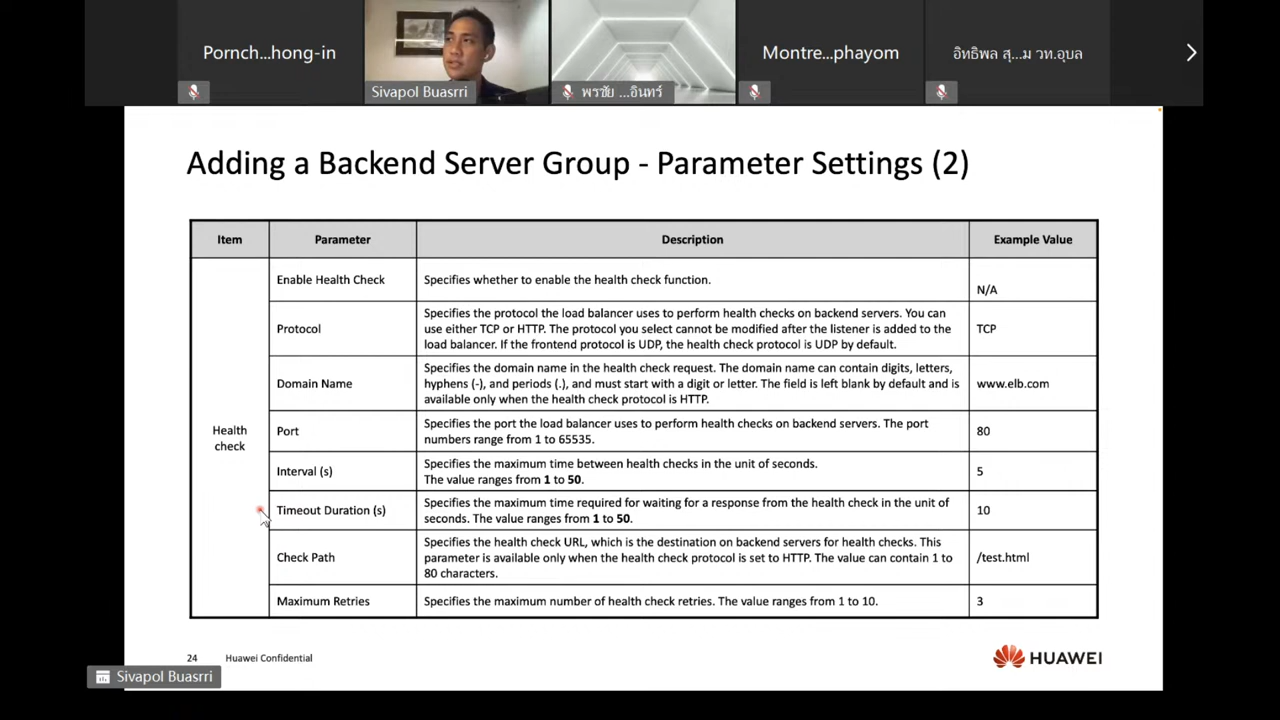 Pornch...hong-in
Sivapol Buasrri
พรชัย ...อินทร์
Montre...phayom
อิทธิพล สุ...ม วท.อุบล
Adding a Backend Server Group - Parameter Settings (2)
Item
Parameter
Description
Example Value
Health
check
Enable Health Check
Specifies whether to enable the health check function.
N/A
Protocol
Specifies the protocol the load balancer uses to perform health checks on backend servers. You can
use either TCP or HTTP. The protocol you select cannot be modified after the listener is added to the
load balancer. If the frontend protocol is UDP, the health check protocol is UDP by default.
TCP
Domain Name
Specifies the domain name in the health check request. The domain name can contain digits, letters,
hyphens (-), and periods (.), and must start with a digit or letter. The field is left blank by default and is
available only when the health check protocol is HTTP.
www.elb.com
Port
Specifies the port the load balancer uses to perform health checks on backend servers. The port
numbers range from 1 to 65535.
80
Interval (s)
Specifies the maximum time between health checks in the unit of seconds.
The value ranges from 1 to 50.
5
Timeout Duration (s)
Specifies the maximum time required for waiting for a response from the health check in the unit of
seconds. The value ranges from 1 to 50.
10
Check Path
Specifies the health check URL, which is the destination on backend servers for health checks. This
parameter is available only when the health check protocol is set to HTTP. The value can contain 1 to
80 characters.
/test.html
Maximum Retries
Specifies the maximum number of health check retries. The value ranges from 1 to 10.
3
24
Huawei Confidential
HUAWEI
Sivapol Buasrri